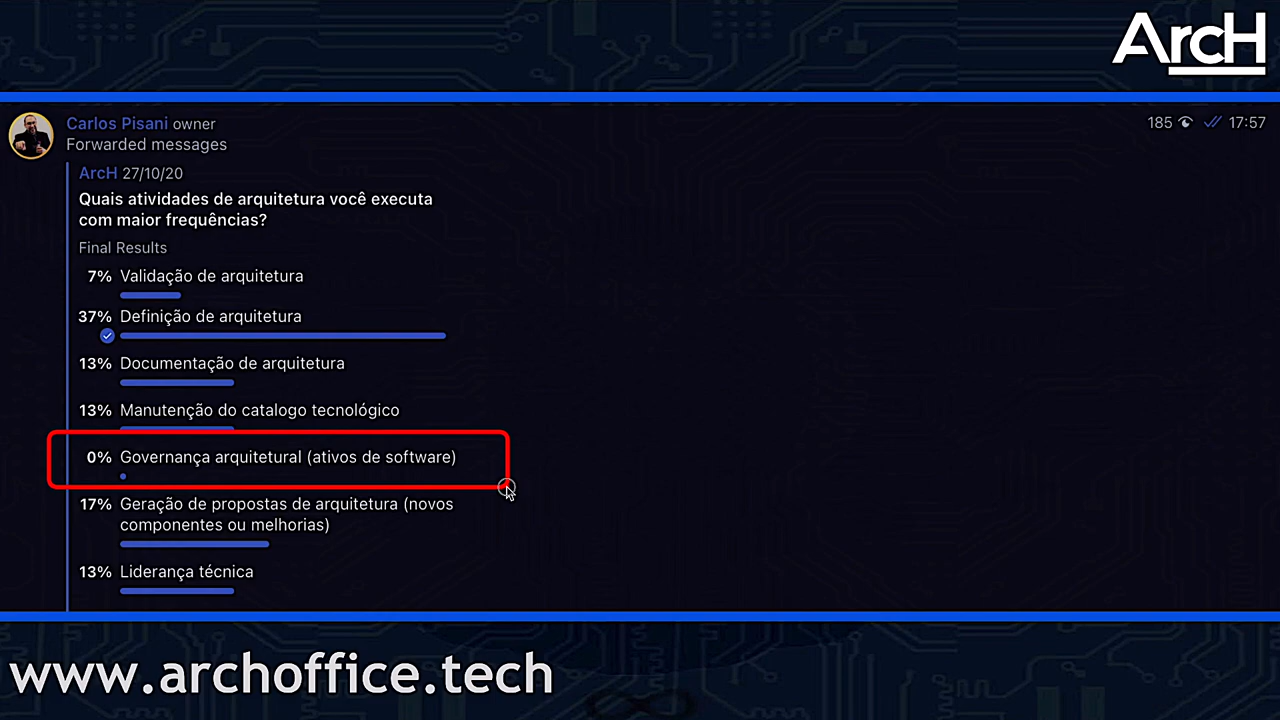 ArcH
Carlos Pisani owner
185 17:57
Forwarded messages
ArcH 27/10/20
Quais atividades de arquitetura você executa
com maior frequências?
Final Results
7% Validação de arquitetura
37% Definição de arquitetura
13% Documentação de arquitetura
13% Manutenção do catalogo tecnológico
0% Governança arquitetural (ativos de software)
17% Geração de propostas de arquitetura (novos
componentes ou melhorias)
13% Liderança técnica
www.archoffice.tech